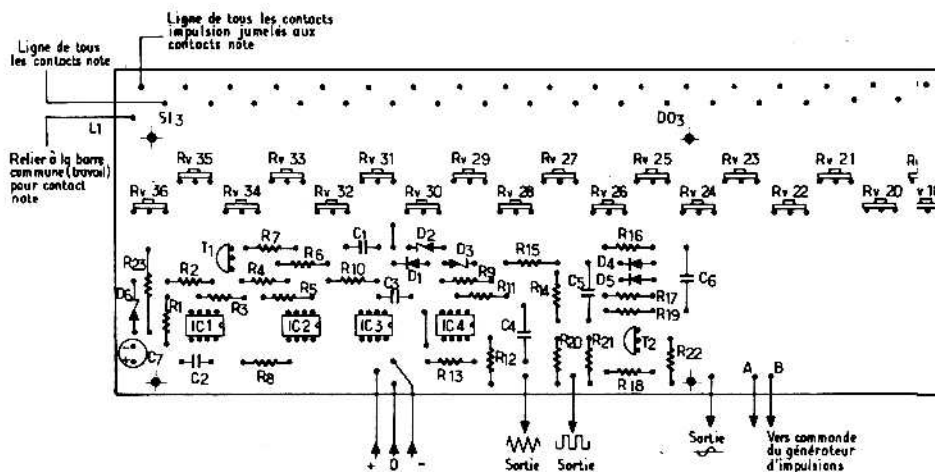 Ligne de tous les contacts
impulsion jumelés aux
contacts note
Ligne de tous
les contacts note
L1
SI3
DO3
Relier à la barre
commune (travail)
pour contact
note
Rv 35
Rv 33
Rv 31
Rv 29
Rv 27
Rv 25
Rv 23
Rv 21
Rv 36
Rv 34
Rv 32
Rv 30
Rv 28
Rv 26
Rv 24
Rv 22
Rv 20
v 18
R23
T1
R7
R6
C1
D2
D3
R15
R16
D4
D5
C6
R2
R4
R10
D1
R9
R14
C5
D6
R1
R3
R5
C3
R11
R17
R19
IC1
IC2
IC3
IC4
C4
C7
C2
R8
R13
R12
R20
R21
T2
R22
R18
A
B
+
0
-
Sortie
Sortie
Sortie
Vers commande
du générateur
d'impulsions